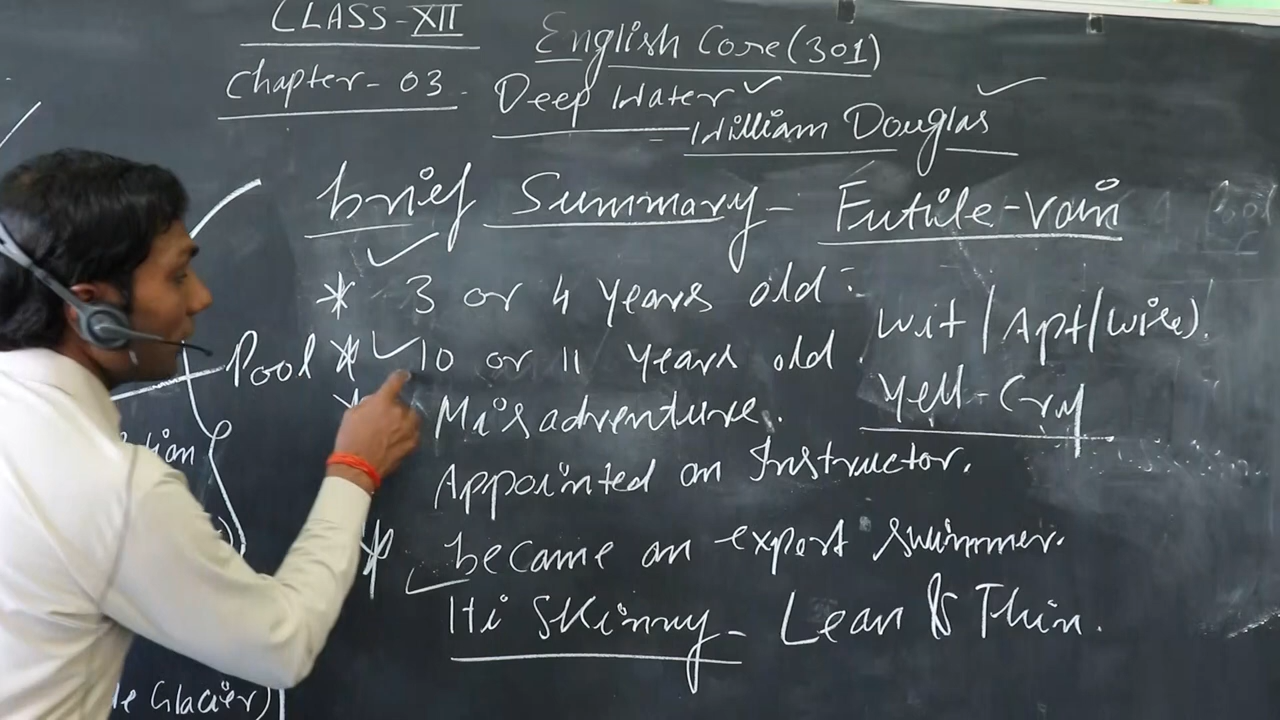 CLASS-XII
English Core(301)
Chapter-03. Deep Water
William Douglas
brief Summary- Futile-Vain
* 3 or 4 years old:-
Wit/Apt/Wise).
Pool * 10 or 11 years old.
Yell-Cry
* Misadventure.
Appointed an Instructor.
* became an expert swimmer.
Hi Skinny- Lean & Thin.
Glacier)